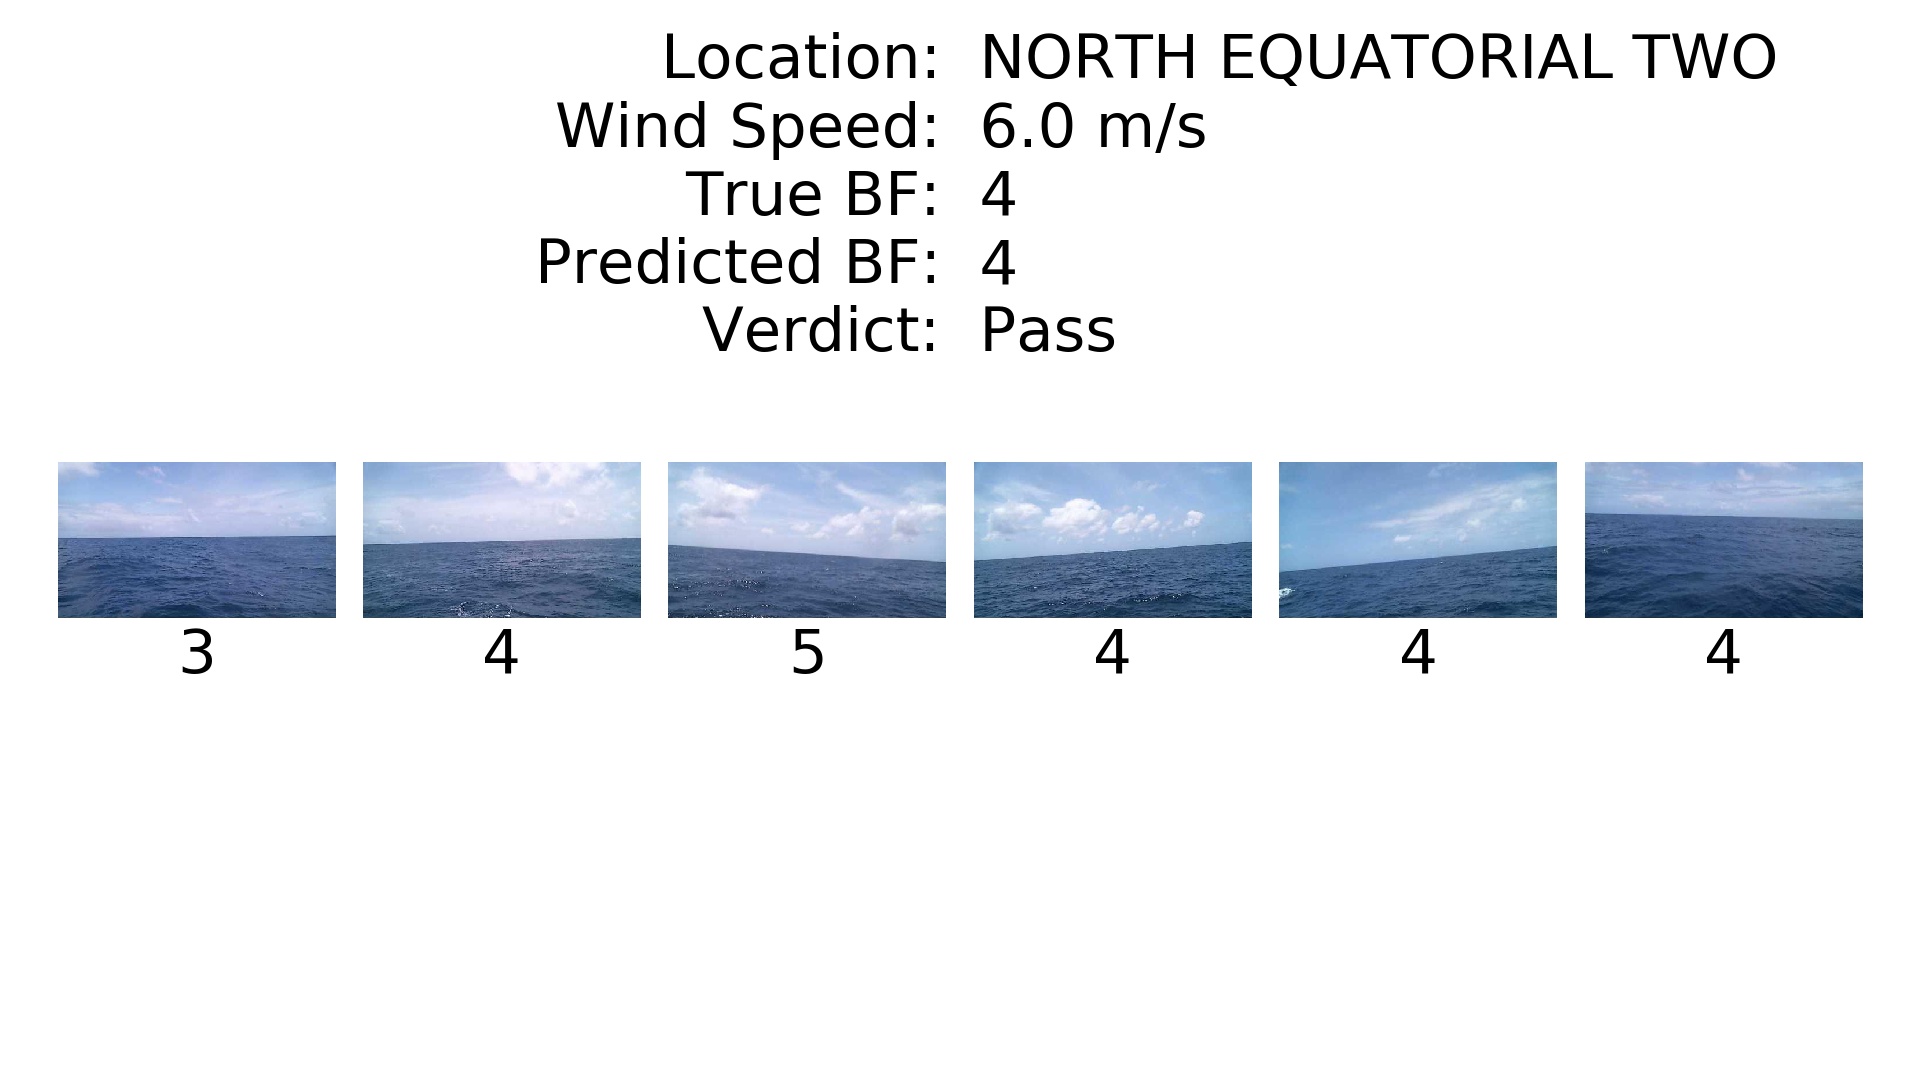 Location: NORTH EQUATORIAL TWO
Wind Speed: 6.0 m/s
True BF: 4
Predicted BF: 4
Verdict: Pass
3 4 5 4 4 4